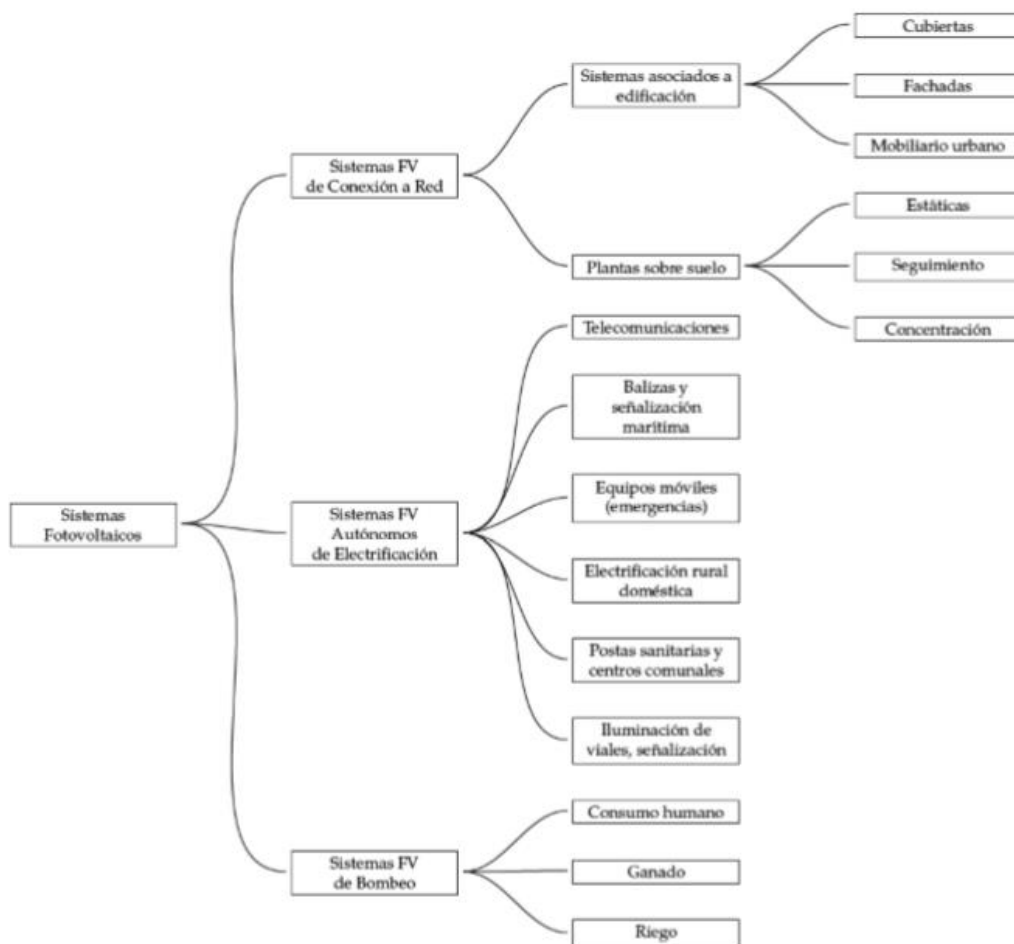 Cubiertas
Sistemas asociados a
edificación
Fachadas
Mobiliario urbano
Sistemas FV
de Conexión a Red
Estáticas
Plantas sobre suelo
Seguimiento
Concentración
Telecomunicaciones
Balizas y
señalización
marítima
Equipos móviles
(emergencias)
Sistemas
Fotovoltaicos
Sistemas FV
Autónomos
de Electrificación
Electrificación rural
doméstica
Postas sanitarias y
centros comunales
Iluminación de
viales, señalización
Consumo humano
Sistemas FV
de Bombeo
Ganado
Riego